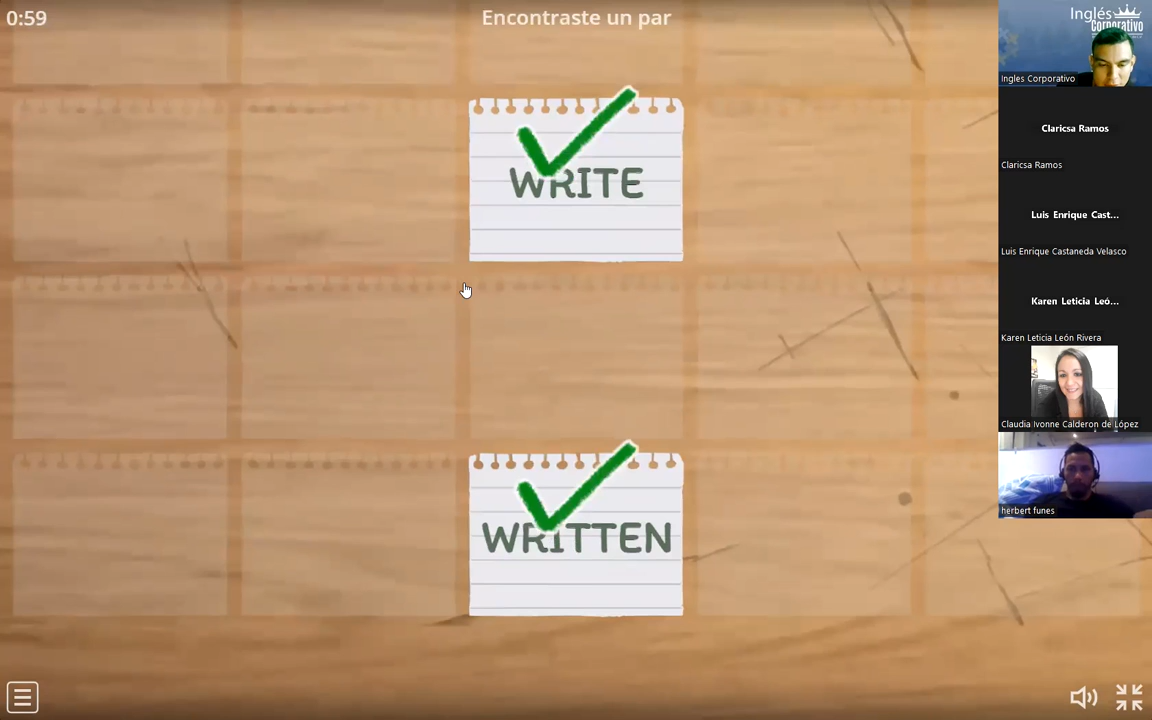 0:59
Encontraste un par
WRITE
WRITTEN
Inglés
Corporativo
Ingles Corporativo
Claricsa Ramos
Claricsa Ramos
Luis Enrique Cast...
Luis Enrique Castaneda Velasco
Karen Leticia Leó...
Karen Leticia León Rivera
Claudia Ivonne Calderon de López
herbert funes